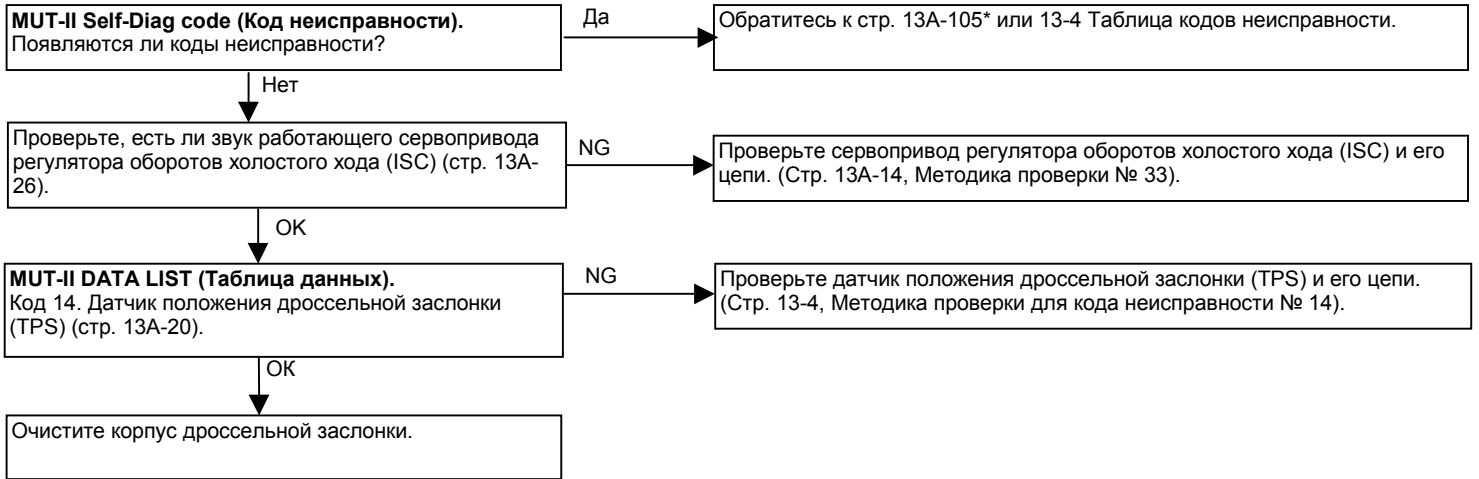 MUT-II Self-Diag code (Код неисправности).
Появляются ли коды неисправности?
Да
Обратитесь к стр. 13A-105* или 13-4 Таблица кодов неисправности.
Нет
Проверьте, есть ли звук работающего сервопривода
регулятора оборотов холостого хода (ISC) (стр. 13A-
26).
NG
Проверьте сервопривод регулятора оборотов холостого хода (ISC) и его
цепи. (Стр. 13A-14, Методика проверки № 33).
OK
MUT-II DATA LIST (Таблица данных).
Код 14. Датчик положения дроссельной заслонки
(TPS) (стр. 13A-20).
NG
Проверьте датчик положения дроссельной заслонки (TPS) и его цепи.
(Стр. 13-4, Методика проверки для кода неисправности № 14).
OK
Очистите корпус дроссельной заслонки.